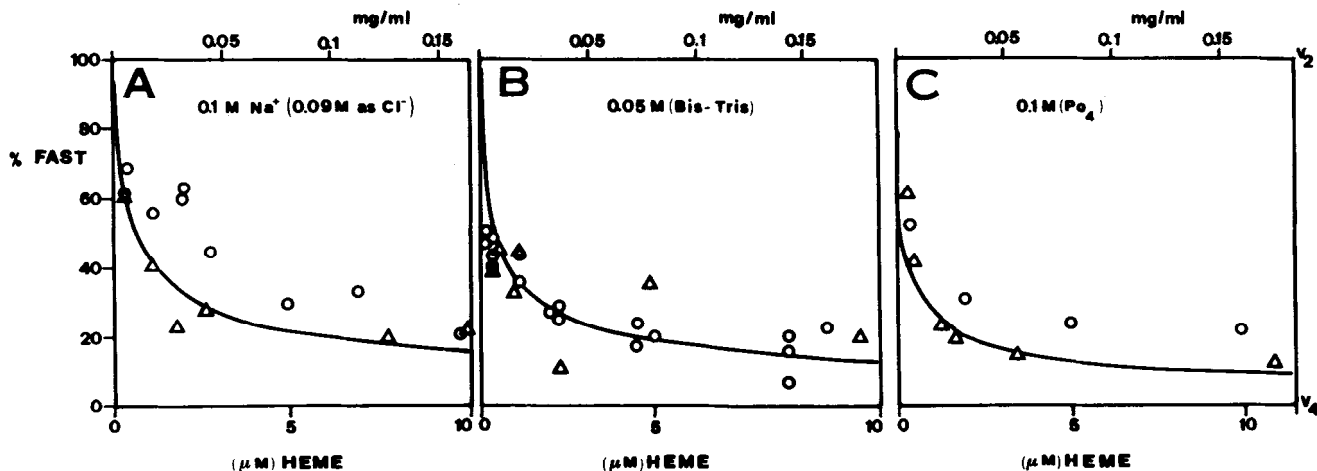 mg/ml mg/ml mg/ml
0.05 0.1 0.15 0.05 0.1 0.15 0.05 0.1 0.15
100 A 0.1 M Na⁺ (0.09M as Cl⁻) B 0.05M (Bis-Tris) C 0.1M (Po₄) V₂
80
% FAST
60
40
20
0 V₄
0 5 10 0 5 10 0 5 10
(μM) HEME (μM) HEME (μM) HEME